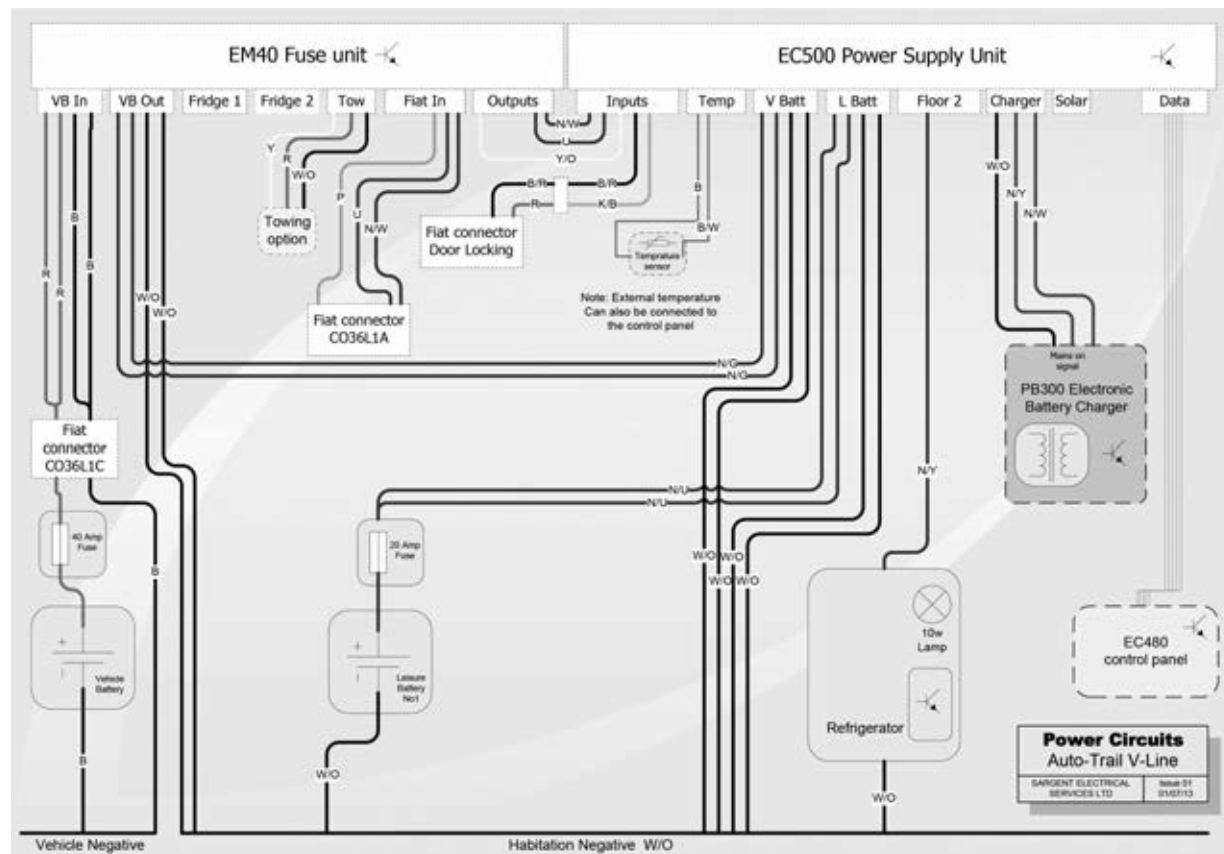 EM40 Fuse unit
EC500 Power Supply Unit
VB In
VB Out
Fridge 1
Fridge 2
Tow
Fiat In
Outputs
Inputs
Temp
V Batt
L Batt
Floor 2
Charger
Solar
Data
N/W
U
Y/O
Y
R
W/O
W/O
N/Y
N/W
P
U
N/W
B/R
B/R
R
K/B
B
B/W
B
B
R
R
Towing
option
Fiat connector
Door Locking
Temprature
sensor
W/O
W/O
Note: External temperature
Can also be connected to
the control panel
Fiat connector
CO36L1A
N/G
N/G
Mains on
signal
PB300 Electronic
Battery Charger
Fiat
connector
CO36L1C
N/Y
N/U
N/U
40 Amp
Fuse
20 Amp
Fuse
B
W/O
W/O
W/O
W/O
10w
Lamp
EC480
control panel
Vehicle
Battery
Leisure
Battery
No1
Refrigerator
Power Circuits
Auto-Trail V-Line
SARGENT ELECTRICAL
SERVICES LTD
Issue 01
01/07/13
B
W/O
W/O
Vehicle Negative
Habitation Negative W/O